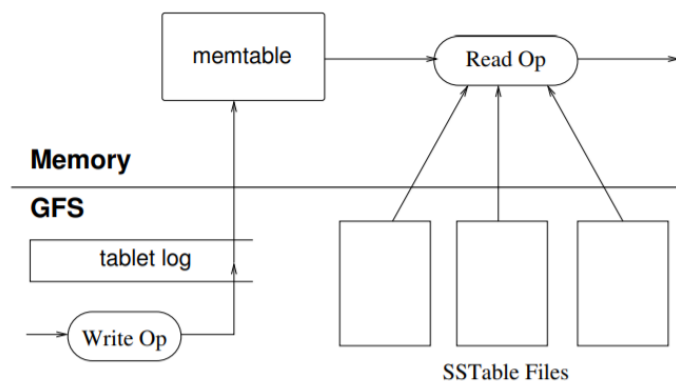 memtable
Read Op
Memory
GFS
tablet log
Write Op
SSTable Files